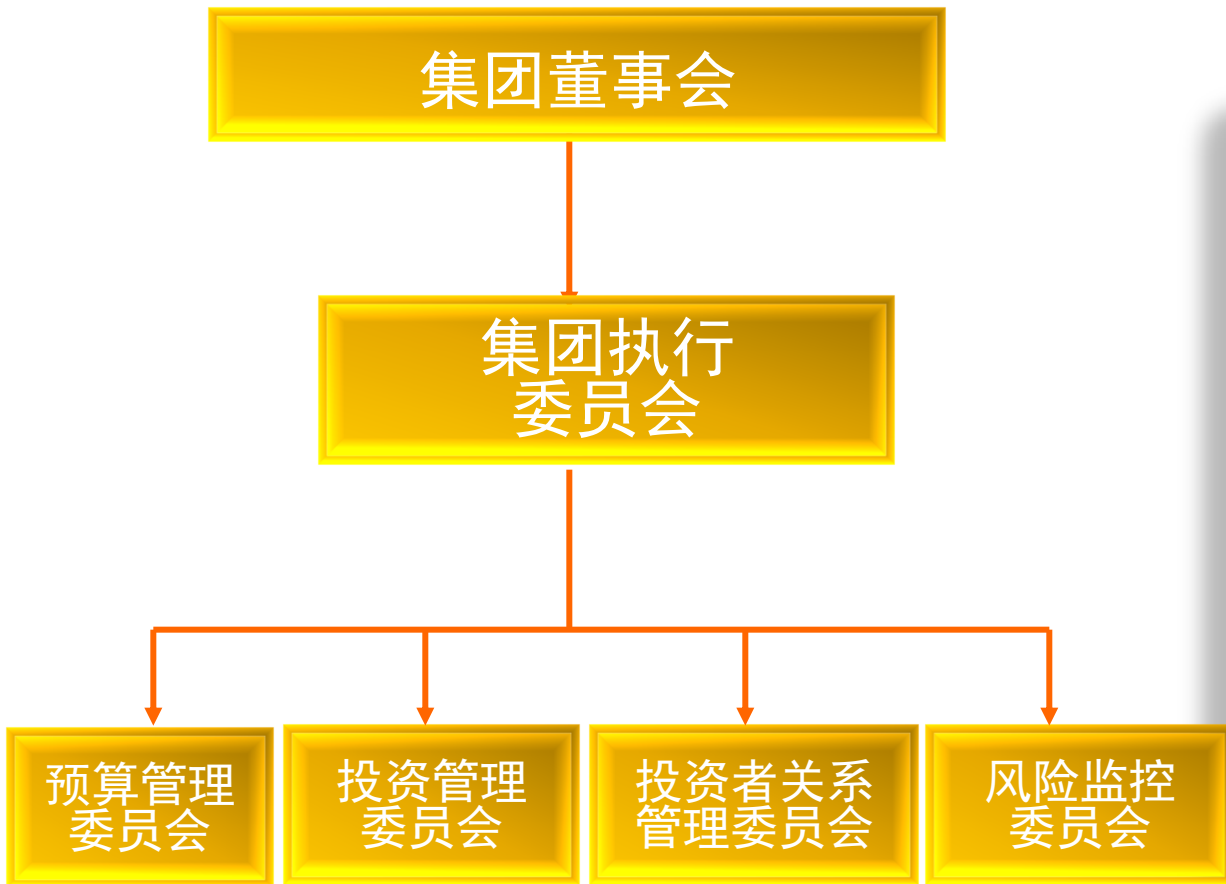 集团董事会
集团执行
委员会
预算管理
委员会
投资管理
委员会
投资者关系
管理委员会
风险监控
委员会